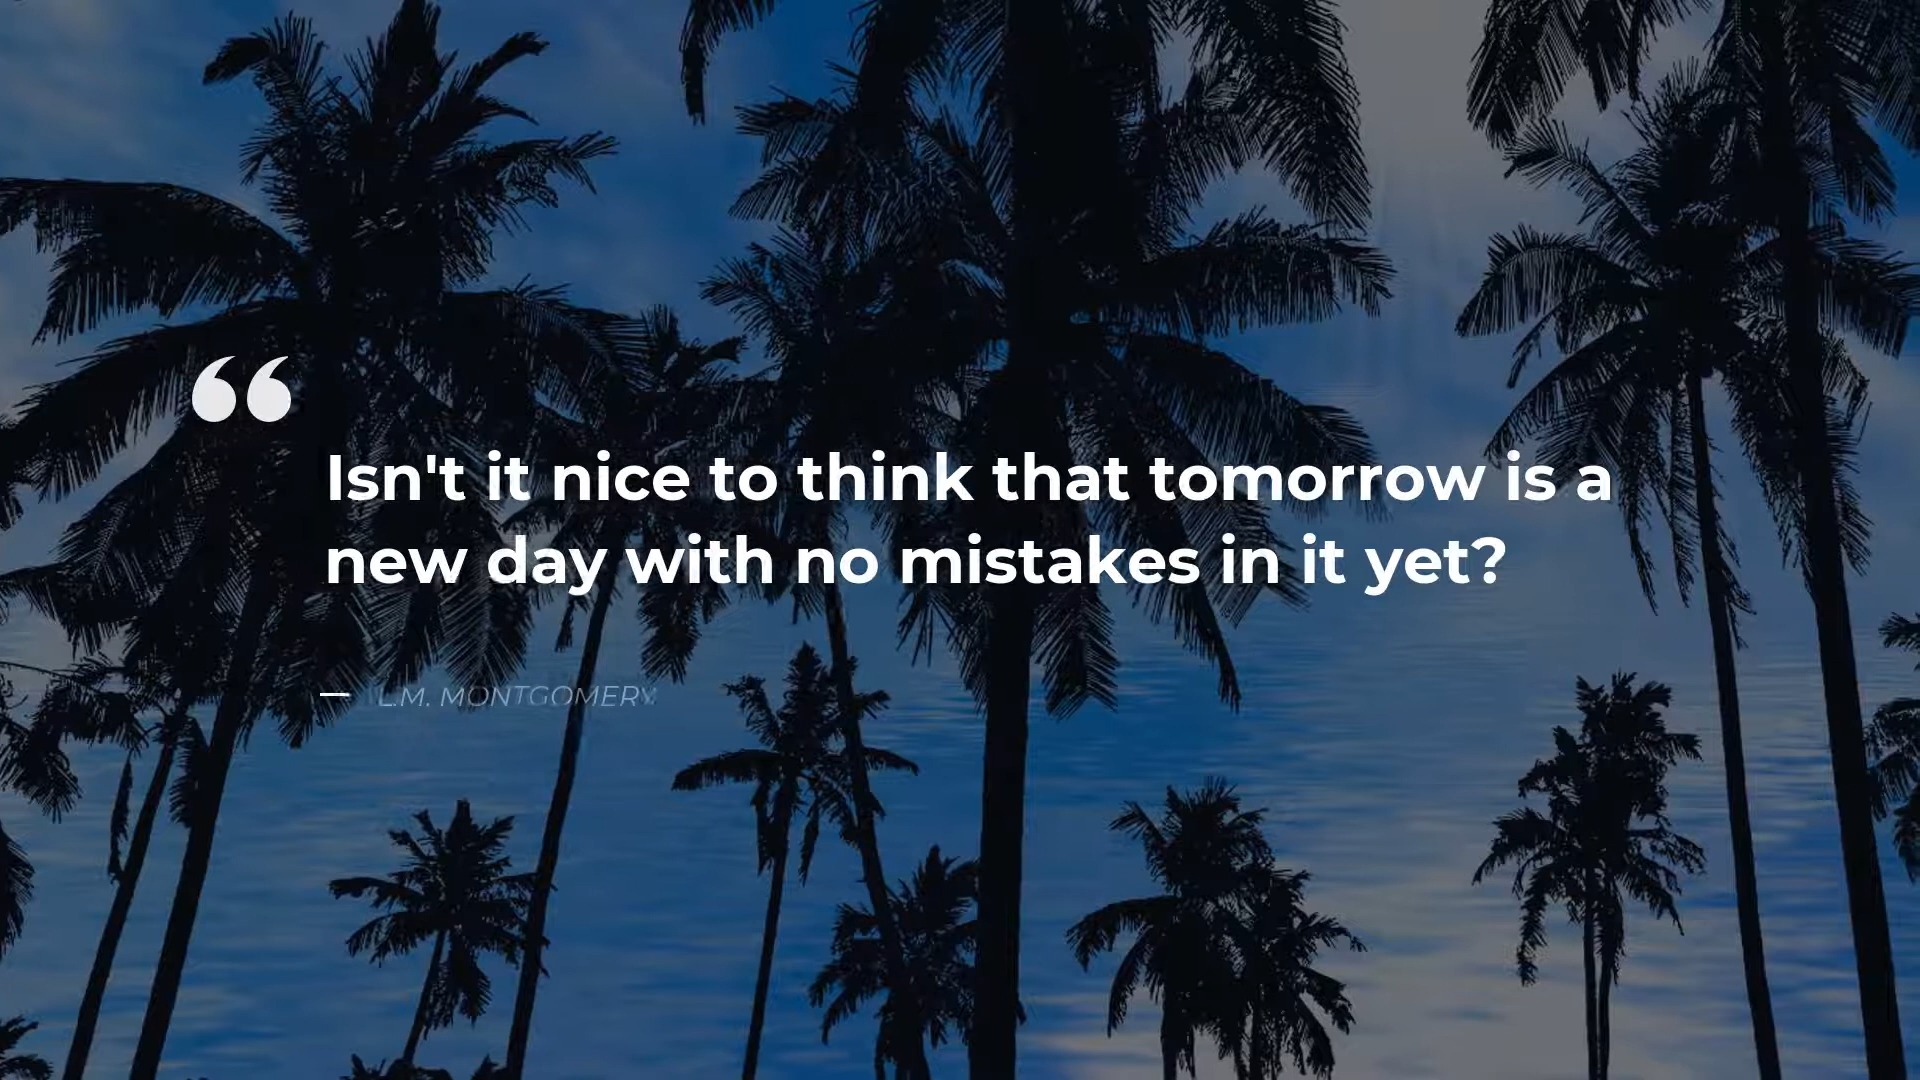 “
Isn't it nice to think that tomorrow is a
new day with no mistakes in it yet?
— L.M. MONTGOMERY